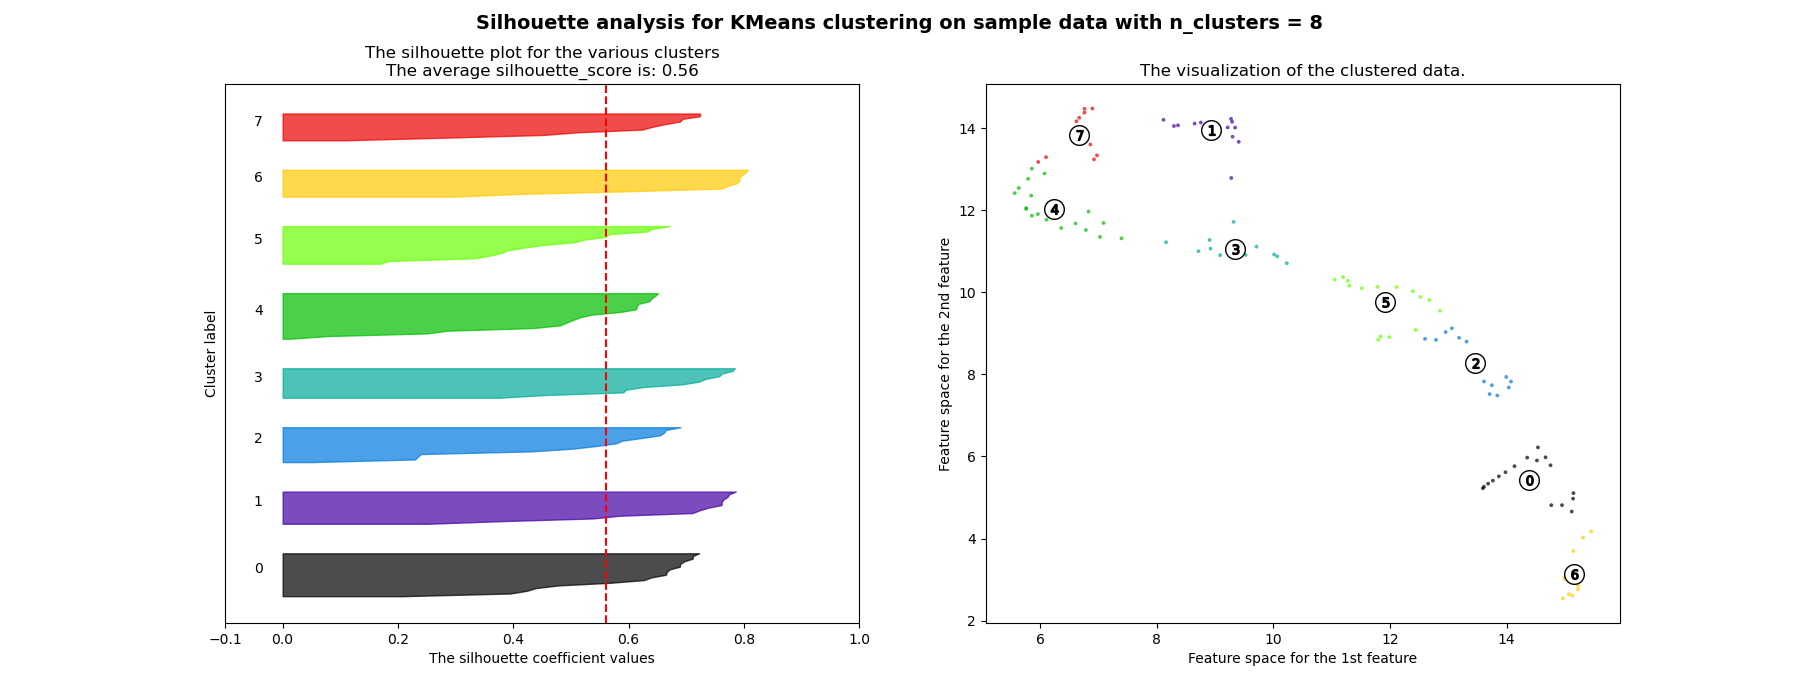 Silhouette analysis for KMeans clustering on sample data with n_clusters = 8
The silhouette plot for the various clusters
The average silhouette_score is: 0.56
7
6
5
4
3
2
1
0
Cluster label
−0.1 0.0 0.2 0.4 0.6 0.8 1.0
The silhouette coefficient values
The visualization of the clustered data.
14
12
10
8
6
4
2
Feature space for the 2nd feature
7
1
4
3
5
2
0
6
6 8 10 12 14
Feature space for the 1st feature